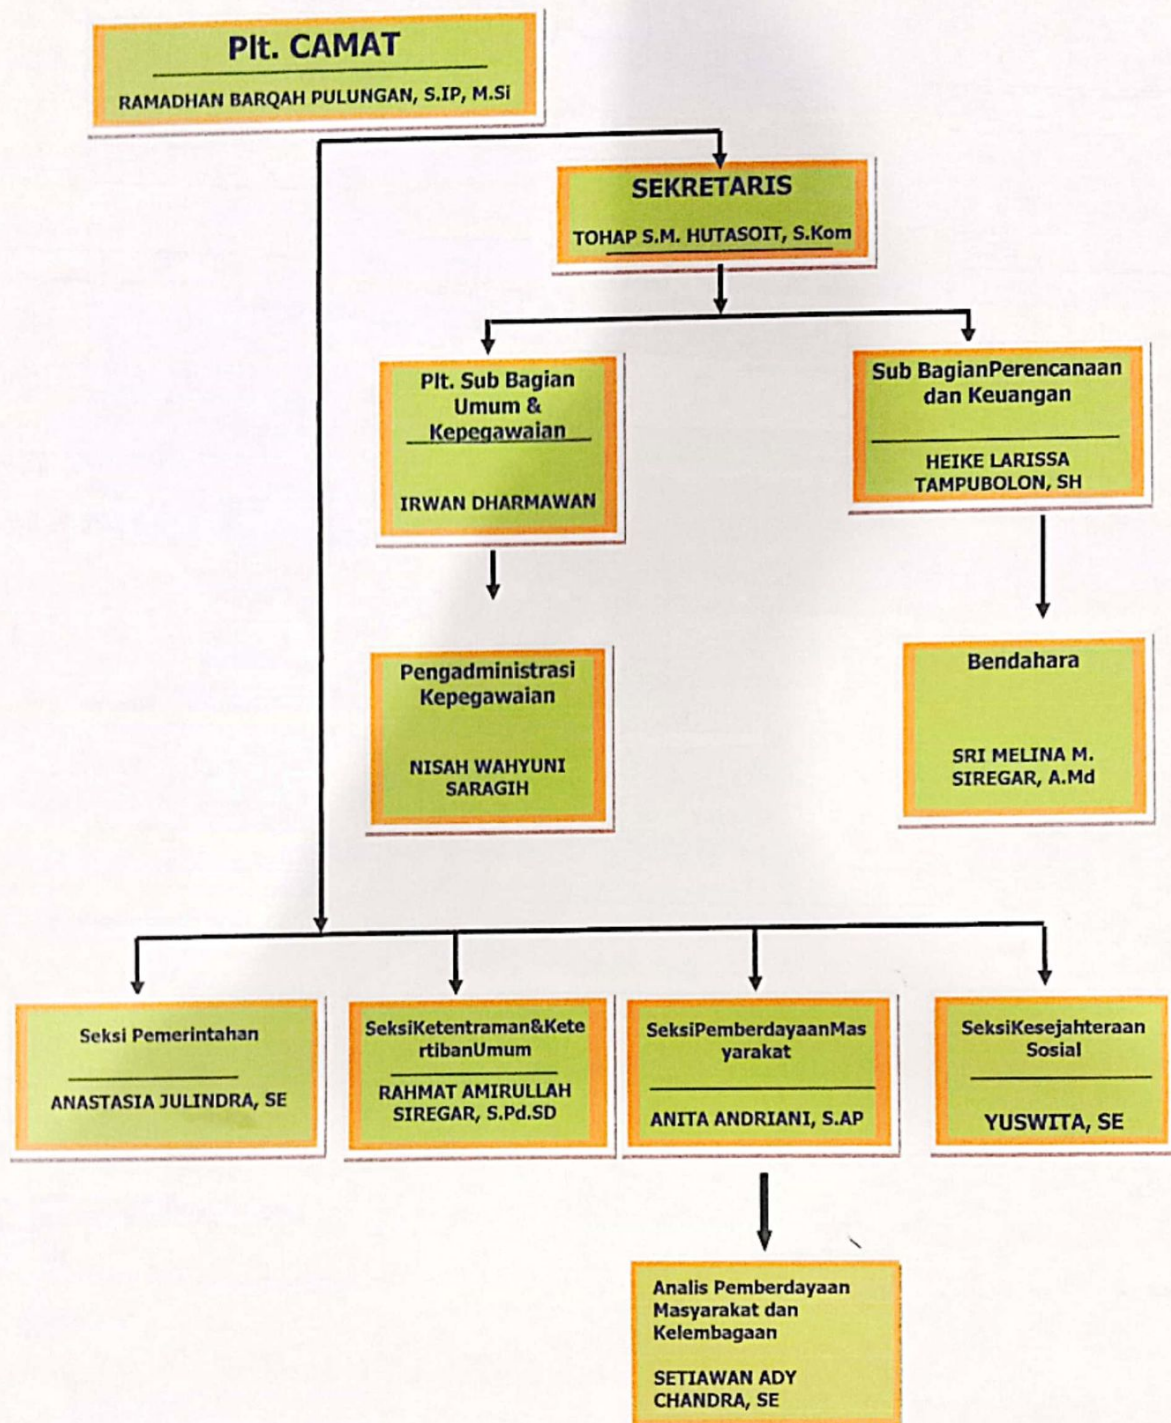 Plt. CAMAT
RAMADHAN BARQAH PULUNGAN, S.IP, M.Si
SEKRETARIS
TOHAP S.M. HUTASOIT, S.Kom
Plt. Sub Bagian
Umum &
Kepegawaian
IRWAN DHARMAWAN
Sub BagianPerencanaan
dan Keuangan
HEIKE LARISSA
TAMPUBOLON, SH
Pengadministrasi
Kepegawaian
NISAH WAHYUNI
SARAGIH
Bendahara
SRI MELINA M.
SIREGAR, A.Md
Seksi Pemerintahan
ANASTASIA JULINDRA, SE
SeksiKetentraman&Kete
rtibanUmum
RAHMAT AMIRULLAH
SIREGAR, S.Pd.SD
SeksiPemberdayaanMas
yarakat
ANITA ANDRIANI, S.AP
SeksiKesejahteraan
Sosial
YUSWITA, SE
Analis Pemberdayaan
Masyarakat dan
Kelembagaan
SETIAWAN ADY
CHANDRA, SE